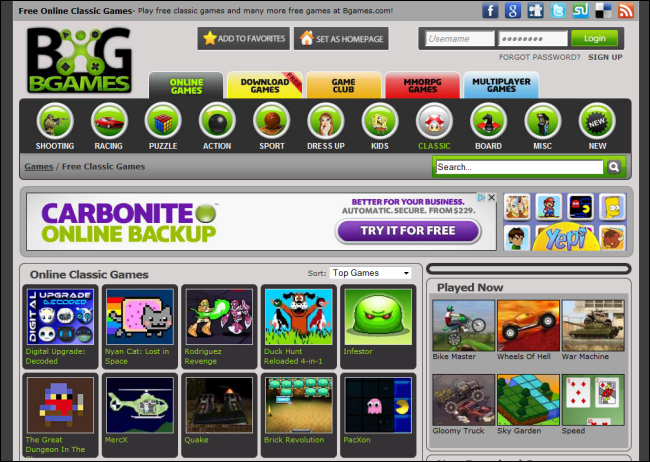 Free Online Classic Games- Play free classic games and many more free games at Bgames.com!
BIG
BGAMES
ADD TO FAVORITES
SET AS HOMEPAGE
Username
Login
FORGOT PASSWORD? SIGN UP
ONLINE GAMES
DOWNLOAD GAMES
FREE
GAME CLUB
MMORPG GAMES
MULTIPLAYER GAMES
SHOOTING
RACING
PUZZLE
ACTION
SPORT
DRESS UP
KIDS
CLASSIC
BOARD
MISC
NEW
NEW
Games / Free Classic Games
Search...
CARBONITE
ONLINE BACKUP
BETTER FOR YOUR BUSINESS.
AUTOMATIC. SECURE. FROM $229.
TRY IT FOR FREE
Yepi
Online Classic Games
Sort: Top Games
DIGITAL UPGRADE DECODED
Digital Upgrade:
Decoded
Nyan Cat: Lost in
Space
Rodriguez
Revenge
Duck Hunt
Reloaded 4-in-1
Infestor
The Great
Dungeon In The
MercX
Quake
Brick Revolution
PacXon
Played Now
Bike Master
Wheels Of Hell
War Machine
Gloomy Truck
Sky Garden
Speed